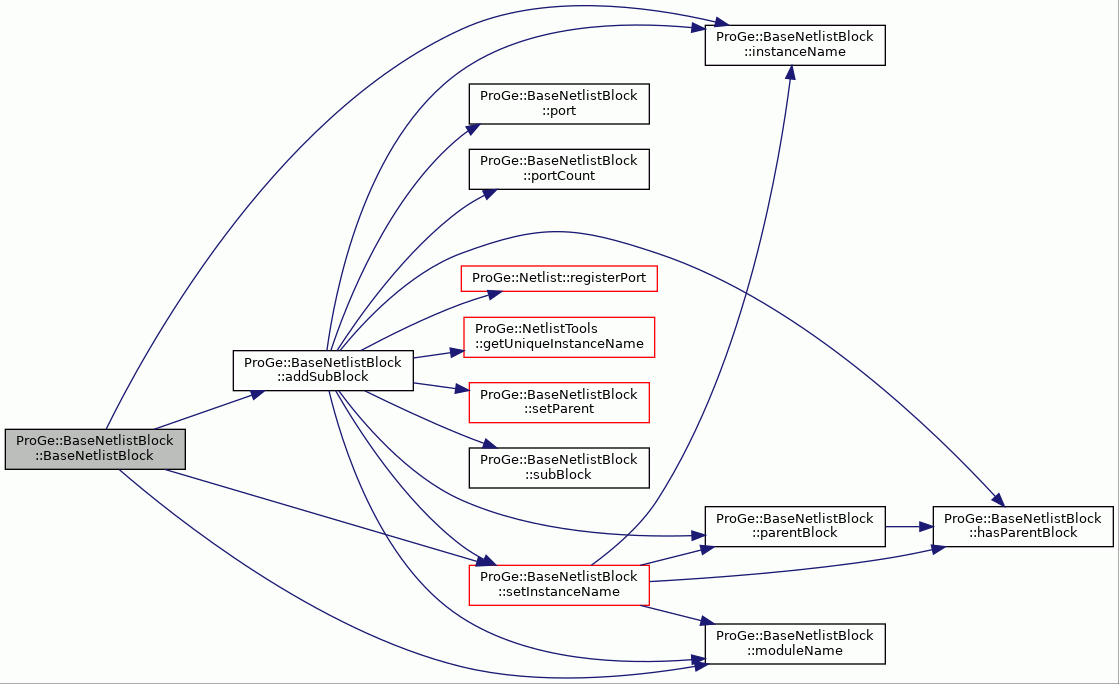 ProGe::BaseNetlistBlock
::instanceName
ProGe::BaseNetlistBlock
::port
ProGe::BaseNetlistBlock
::portCount
ProGe::Netlist::registerPort
ProGe::NetlistTools
::getUniqueInstanceName
ProGe::BaseNetlistBlock
::addSubBlock
ProGe::BaseNetlistBlock
::setParent
ProGe::BaseNetlistBlock
::BaseNetlistBlock
ProGe::BaseNetlistBlock
::subBlock
ProGe::BaseNetlistBlock
::parentBlock
ProGe::BaseNetlistBlock
::hasParentBlock
ProGe::BaseNetlistBlock
::setInstanceName
ProGe::BaseNetlistBlock
::moduleName